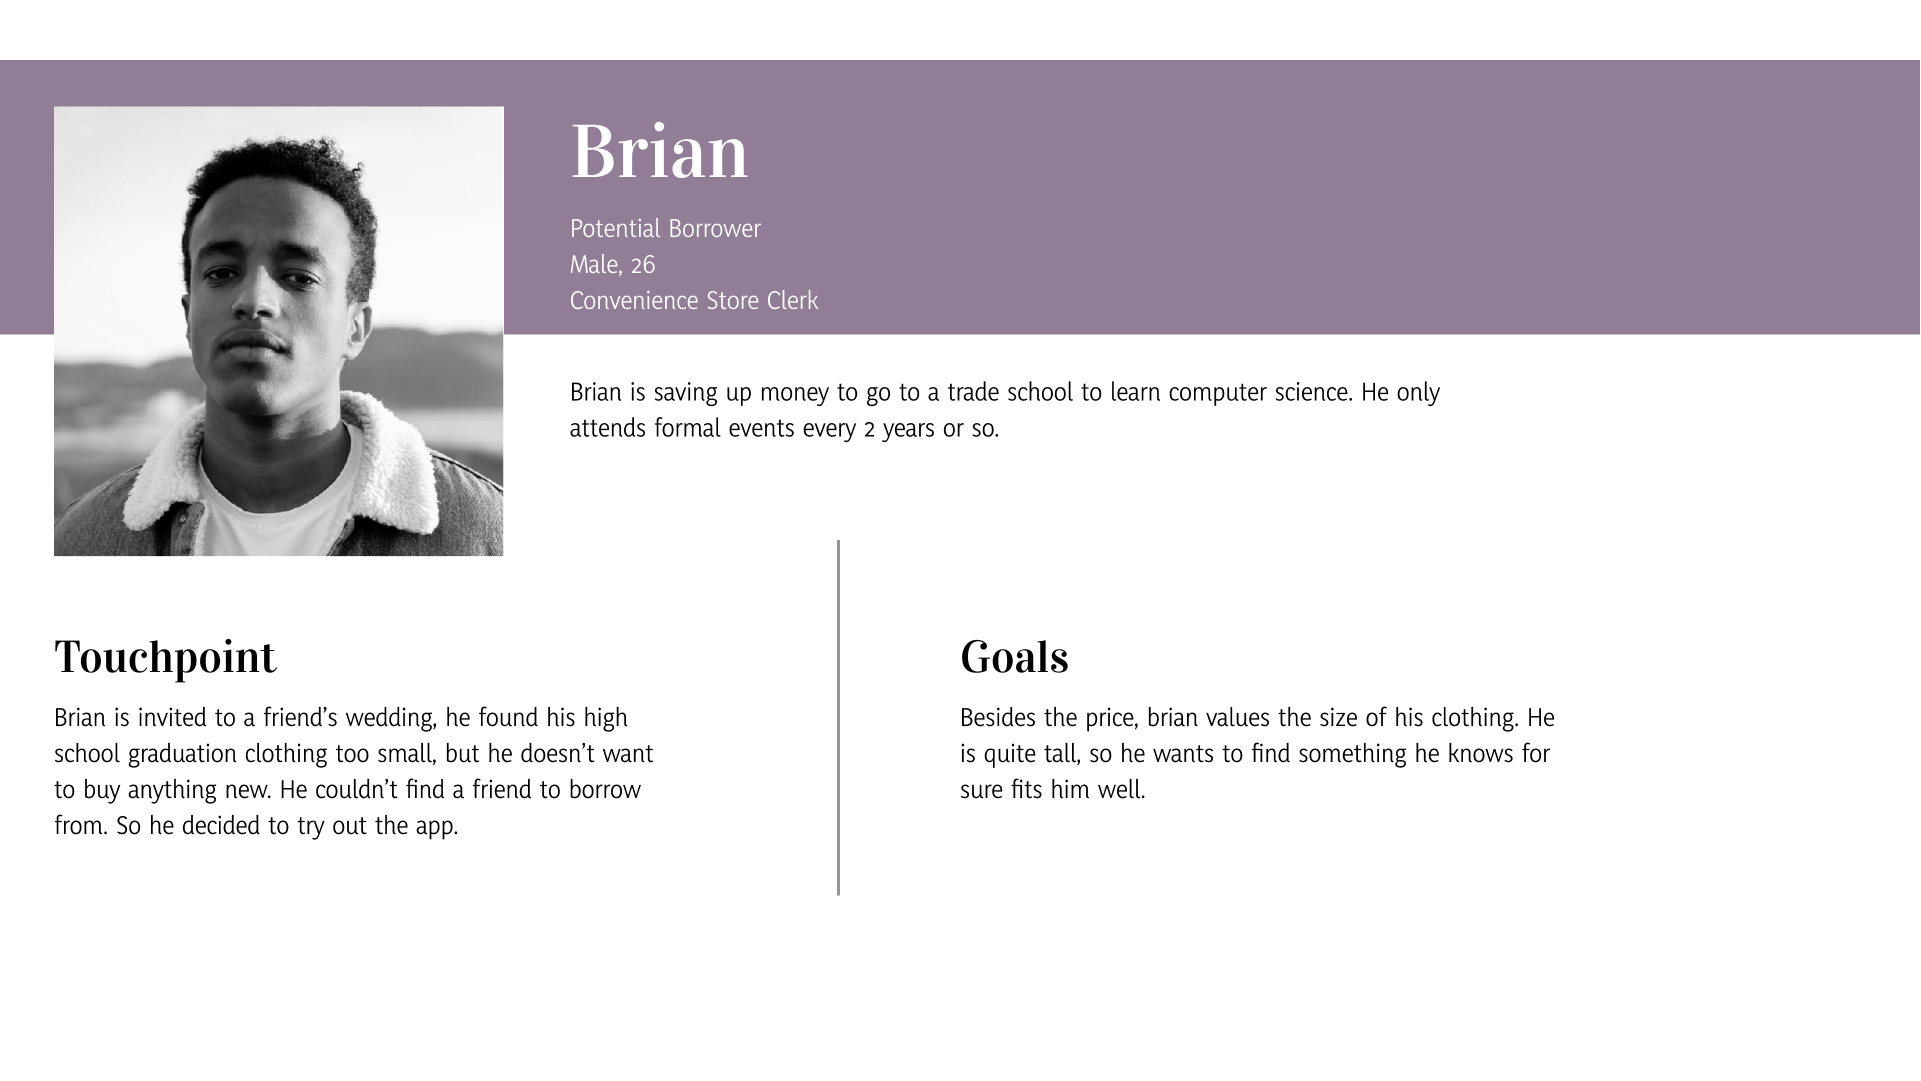 Brian
Potential Borrower
Male, 26
Convenience Store Clerk
Brian is saving up money to go to a trade school to learn computer science. He only
attends formal events every 2 years or so.
Touchpoint
Brian is invited to a friend’s wedding, he found his high
school graduation clothing too small, but he doesn’t want
to buy anything new. He couldn’t find a friend to borrow
from. So he decided to try out the app.
Goals
Besides the price, brian values the size of his clothing. He
is quite tall, so he wants to find something he knows for
sure fits him well.